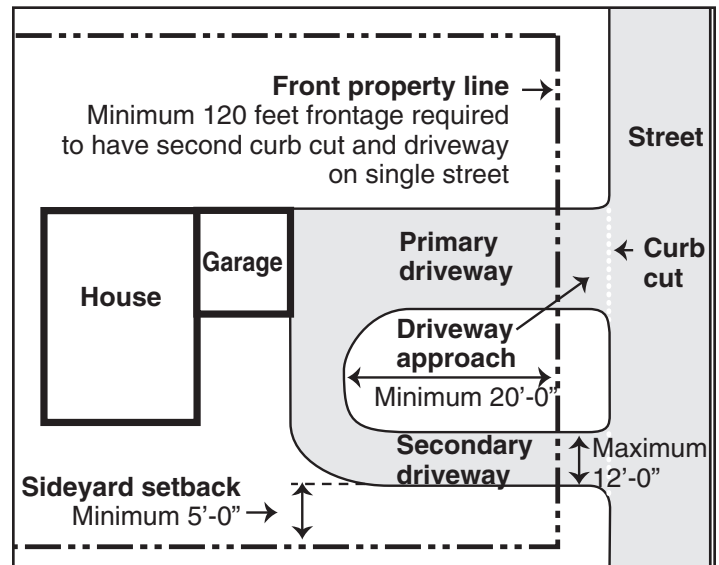 Front property line
Minimum 120 feet frontage required
to have second curb cut and driveway
on single street
Street
Garage
House
Primary
driveway
Curb
cut
Driveway
approach
Minimum 20’-0”
Secondary
driveway
Maximum
12’-0”
Sideyard setback
Minimum 5’-0”